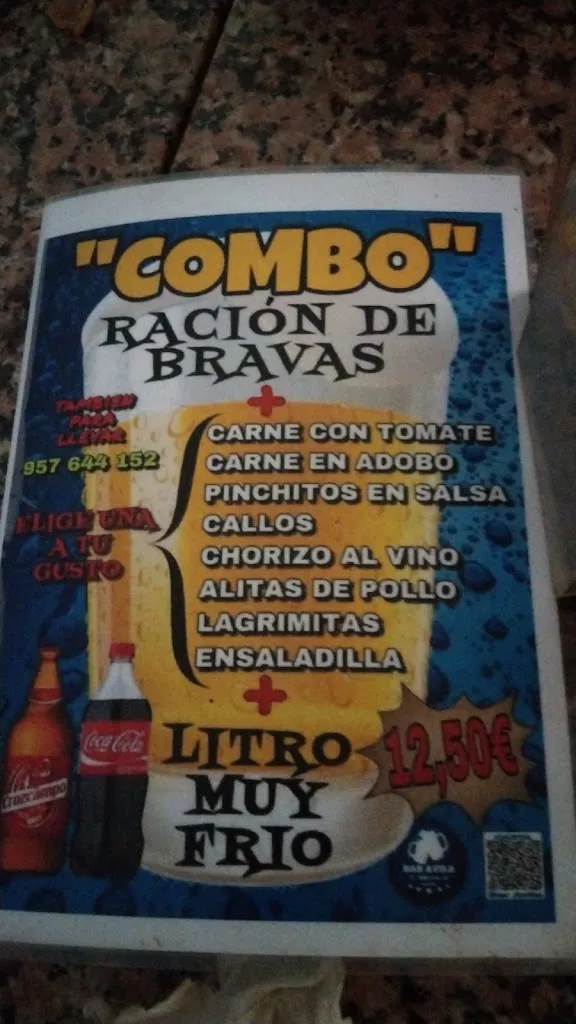 "COMBO"
RACIÓN DE
BRAVAS
+
TAMBIEN
PARA
LLEVAR
957 644 152
ELIGE UNA
A TU
GUSTO
CARNE CON TOMATE
CARNE EN ADOBO
PINCHITOS EN SALSA
CALLOS
CHORIZO AL VINO
ALITAS DE POLLO
LAGRIMITAS
ENSALADILLA
+
LITRO
MUY
FRIO
12,50€
Cruzcampo
Coca-Cola